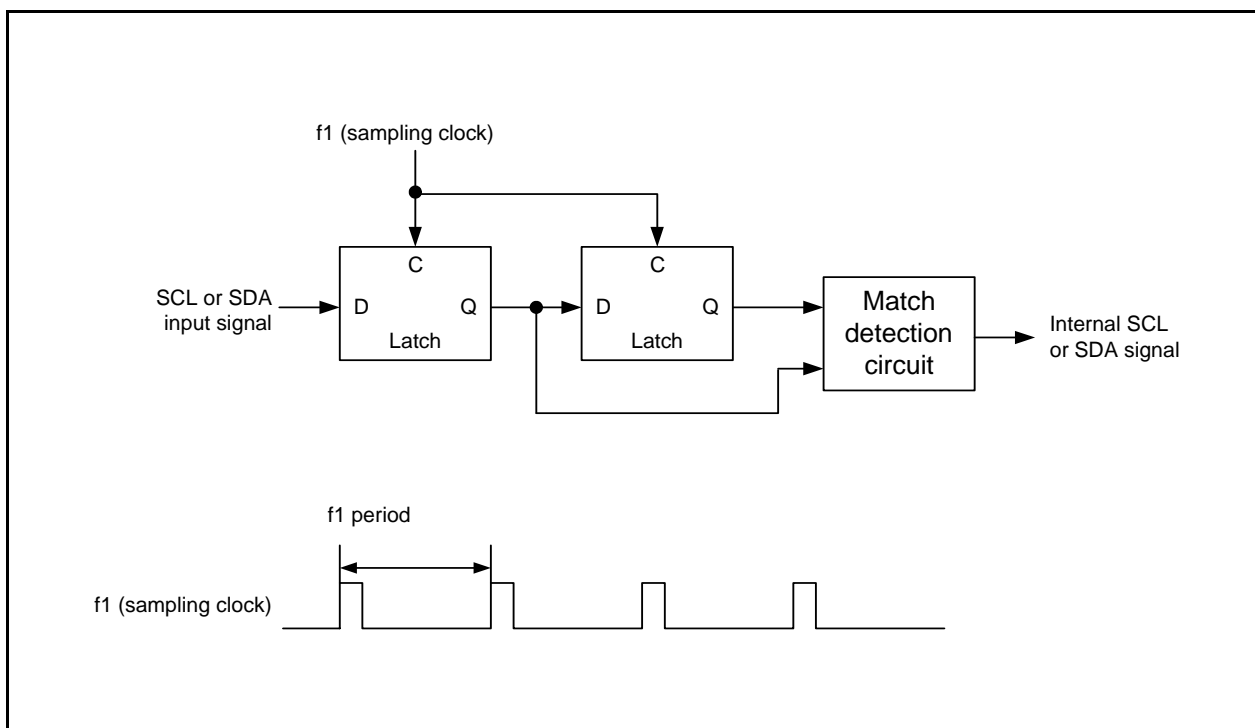 f1 (sampling clock)
C
C
SCL or SDA
input signal
D
Q
D
Q
Latch
Latch
Match
detection
circuit
Internal SCL
or SDA signal
f1 period
f1 (sampling clock)